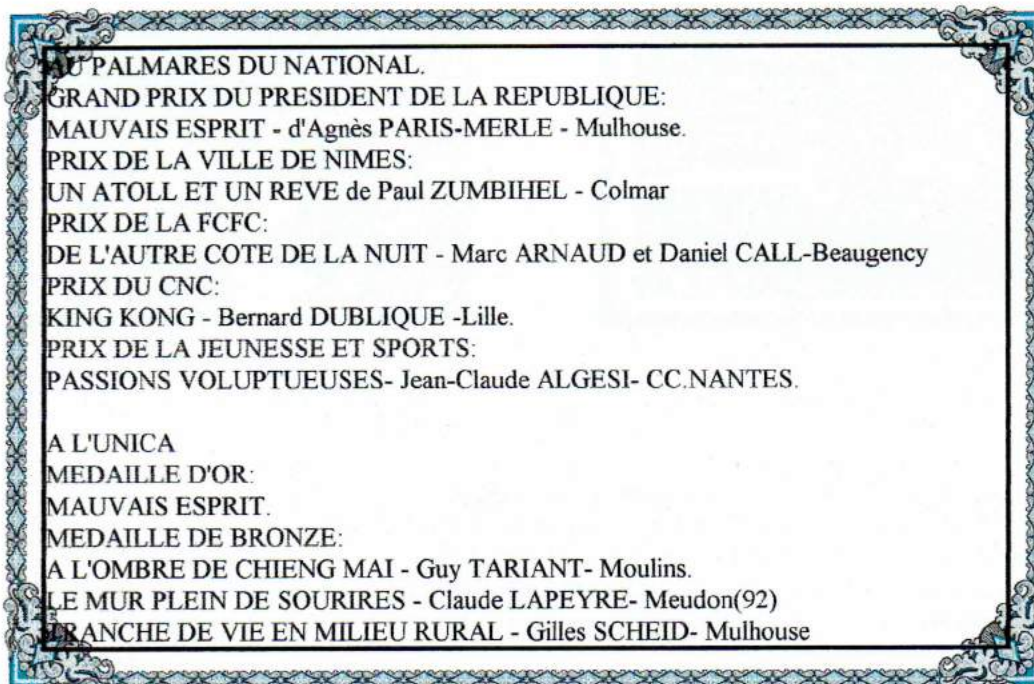 AU PALMARES DU NATIONAL.
GRAND PRIX DU PRESIDENT DE LA REPUBLIQUE:
MAUVAIS ESPRIT - d'Agnès PARIS-MERLE - Mulhouse.
PRIX DE LA VILLE DE NIMES:
UN ATOLL ET UN REVE de Paul ZUMBIHEL - Colmar
PRIX DE LA FCFC:
DE L'AUTRE COTE DE LA NUIT - Marc ARNAUD et Daniel CALL-Beaugency
PRIX DU CNC:
KING KONG - Bernard DUBLIQUE -Lille.
PRIX DE LA JEUNESSE ET SPORTS:
PASSIONS VOLUPTUEUSES- Jean-Claude ALGESI- CC.NANTES.
A L'UNICA
MEDAILLE D'OR:
MAUVAIS ESPRIT.
MEDAILLE DE BRONZE:
A L'OMBRE DE CHIENG MAI - Guy TARIANT- Moulins.
LE MUR PLEIN DE SOURIRES - Claude LAPEYRE- Meudon(92)
TRANCHE DE VIE EN MILIEU RURAL - Gilles SCHEID- Mulhouse